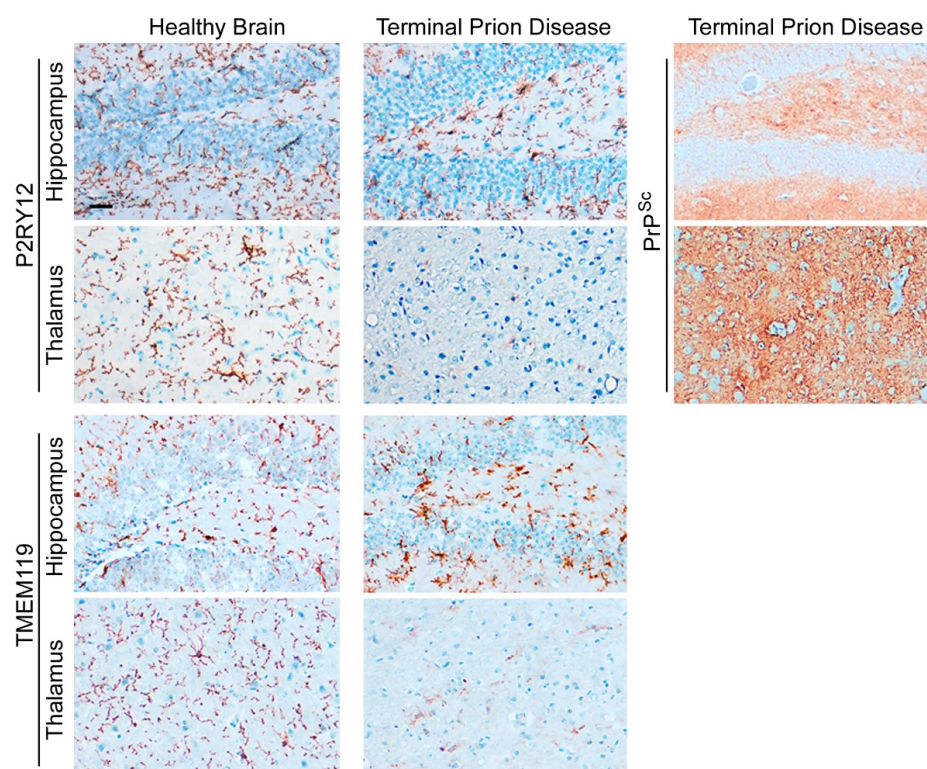 Healthy Brain
Terminal Prion Disease
Terminal Prion Disease
P2RY12
Hippocampus
Thalamus
PrPSc
TMEM119
Hippocampus
Thalamus